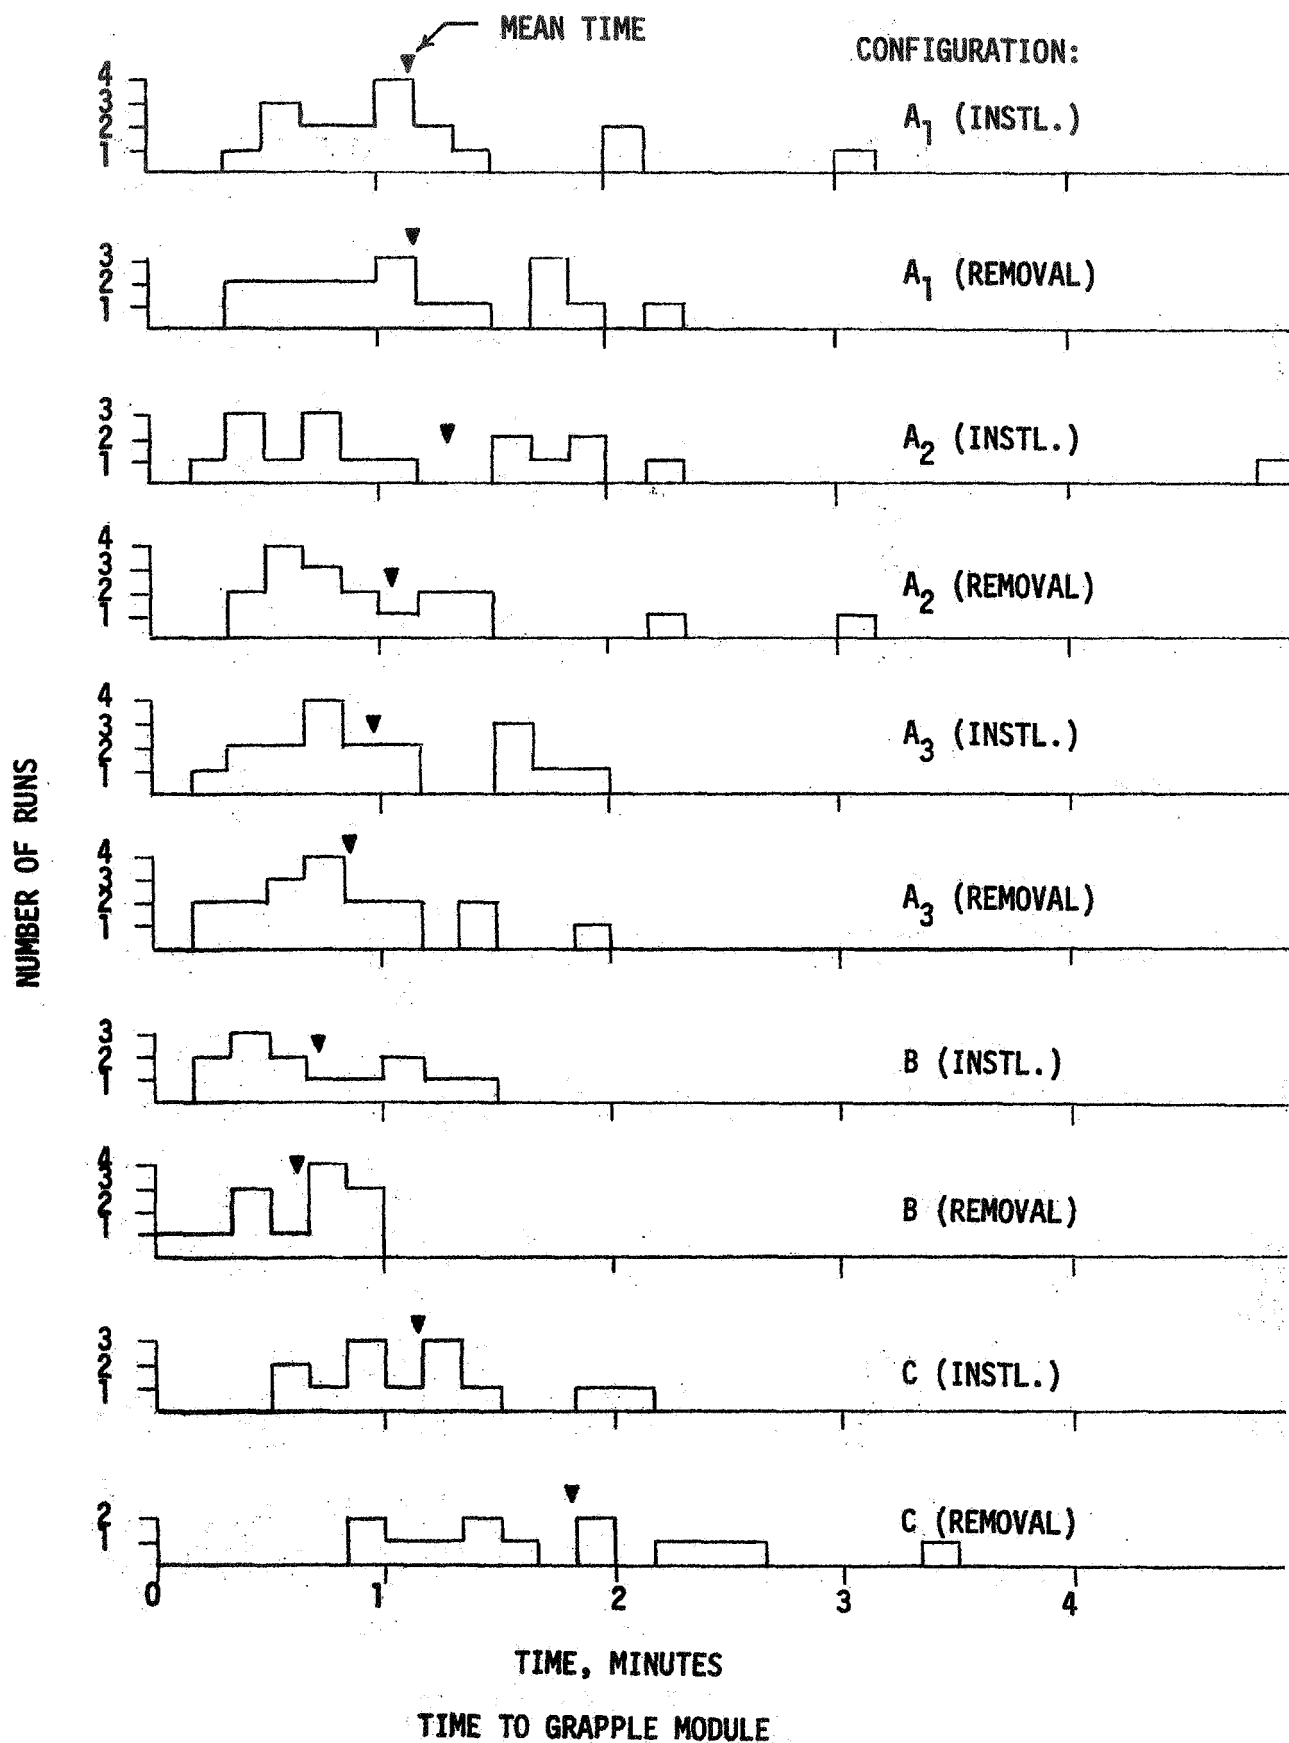 MEAN TIME
CONFIGURATION:
4
3
2
1
A1 (INSTL.)
3
2
1
A1 (REMOVAL)
3
2
1
A2 (INSTL.)
4
3
2
1
A2 (REMOVAL)
4
3
2
1
A3 (INSTL.)
4
3
2
1
A3 (REMOVAL)
NUMBER OF RUNS
3
2
1
B (INSTL.)
4
3
2
1
B (REMOVAL)
3
2
1
C (INSTL.)
2
1
C (REMOVAL)
0 1 2 3 4
TIME, MINUTES
TIME TO GRAPPLE MODULE